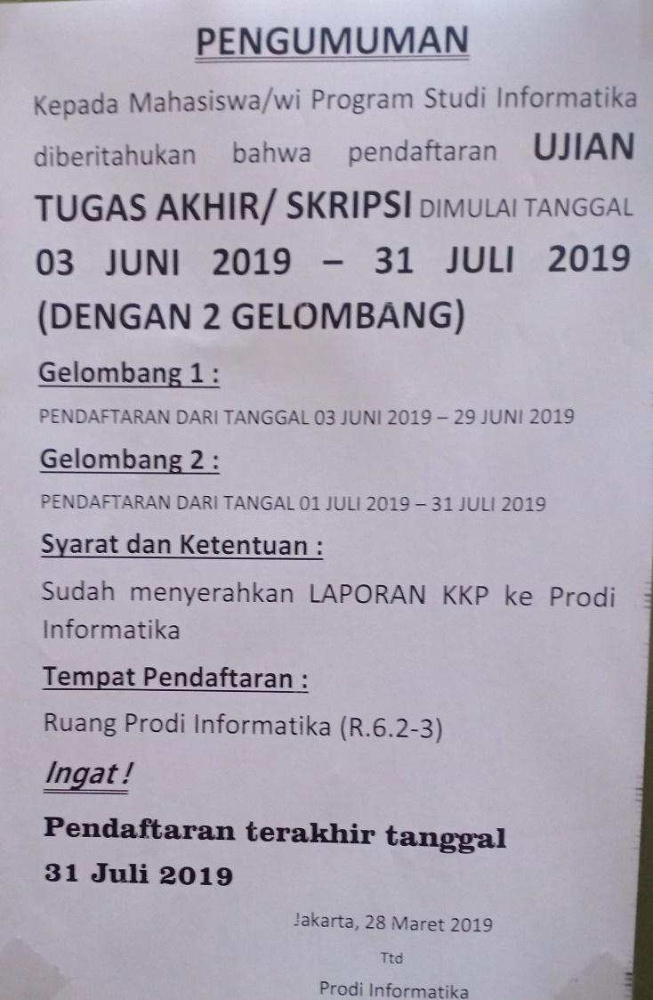 PENGUMUMAN
Kepada Mahasiswa/wi Program Studi Informatika
diberitahukan bahwa pendaftaran UJIAN
TUGAS AKHIR/ SKRIPSI DIMULAI TANGGAL
03 JUNI 2019 – 31 JULI 2019
(DENGAN 2 GELOMBANG)
Gelombang 1 :
PENDAFTARAN DARI TANGGAL 03 JUNI 2019 – 29 JUNI 2019
Gelombang 2 :
PENDAFTARAN DARI TANGAL 01 JULI 2019 – 31 JULI 2019
Syarat dan Ketentuan :
Sudah menyerahkan LAPORAN KKP ke Prodi
Informatika
Tempat Pendaftaran :
Ruang Prodi Informatika (R.6.2-3)
Ingat !
Pendaftaran terakhir tanggal
31 Juli 2019
Jakarta, 28 Maret 2019
Ttd
Prodi Informatika